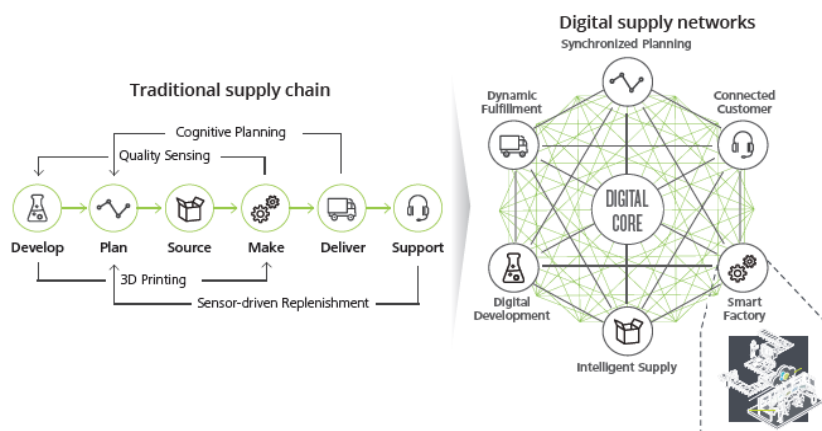 Traditional supply chain
Cognitive Planning
Quality Sensing
Develop
Plan
Source
Make
Deliver
Support
3D Printing
Sensor-driven Replenishment
Digital supply networks
Synchronized Planning
Dynamic
Fulfillment
Connected
Customer
DIGITAL
CORE
Digital
Development
Smart
Factory
Intelligent Supply